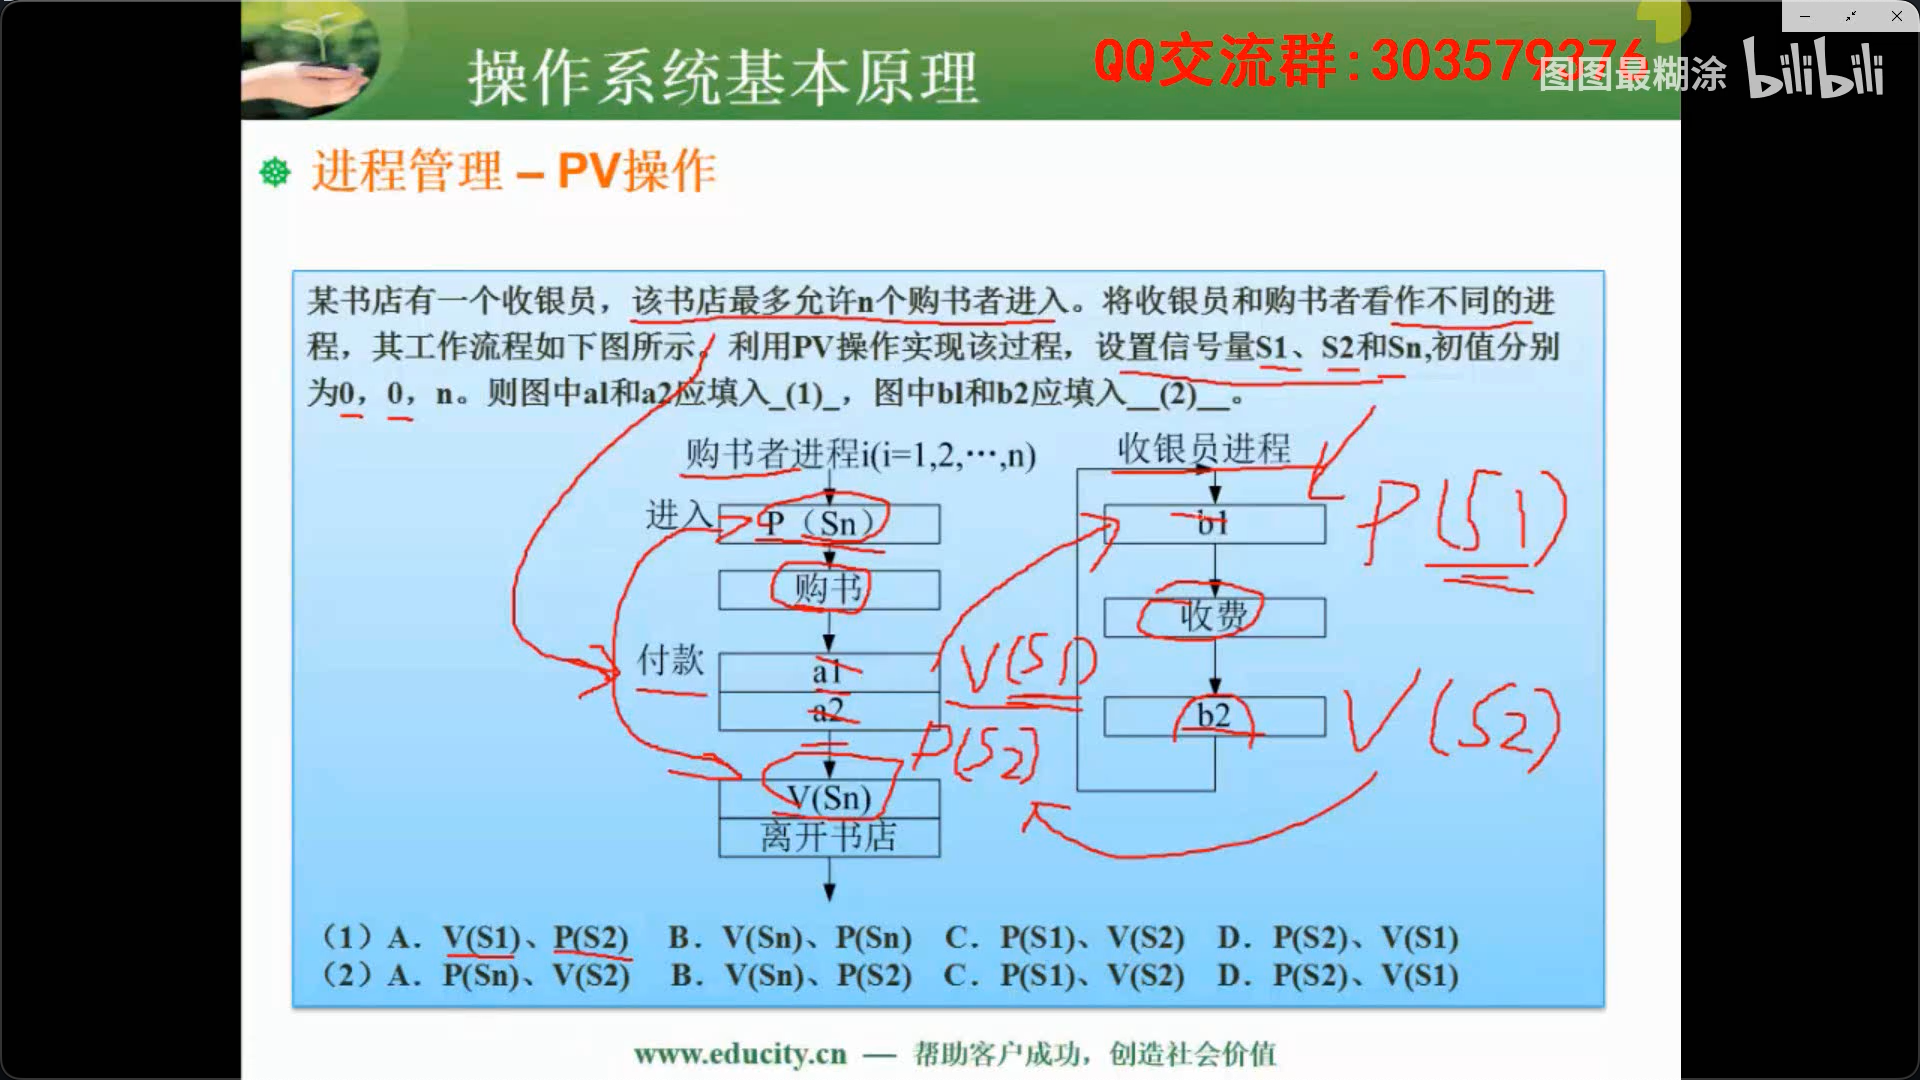 操作系统基本原理
QQ交流群:303579376
图图最糊涂 bilibili
进程管理 – PV操作
某书店有一个收银员，该书店最多允许n个购书者进入。将收银员和购书者看作不同的进
程，其工作流程如下图所示。利用PV操作实现该过程，设置信号量S1、S2和Sn,初值分别
为0，0，n。则图中a1和a2应填入_(1)_，图中b1和b2应填入__(2)__。
购书者进程i(i=1,2,···,n)
收银员进程
进入
P（Sn）
购书
付款
a1
a2
V(Sn)
离开书店
b1
收费
b2
P(S1)
V(S1)
P(S2)
V(S2)
（1）A．V(S1)、P(S2) B．V(Sn)、P(Sn) C．P(S1)、V(S2) D．P(S2)、V(S1)
（2）A．P(Sn)、V(S2) B．V(Sn)、P(S2) C．P(S1)、V(S2) D．P(S2)、V(S1)
www.educity.cn — 帮助客户成功，创造社会价值